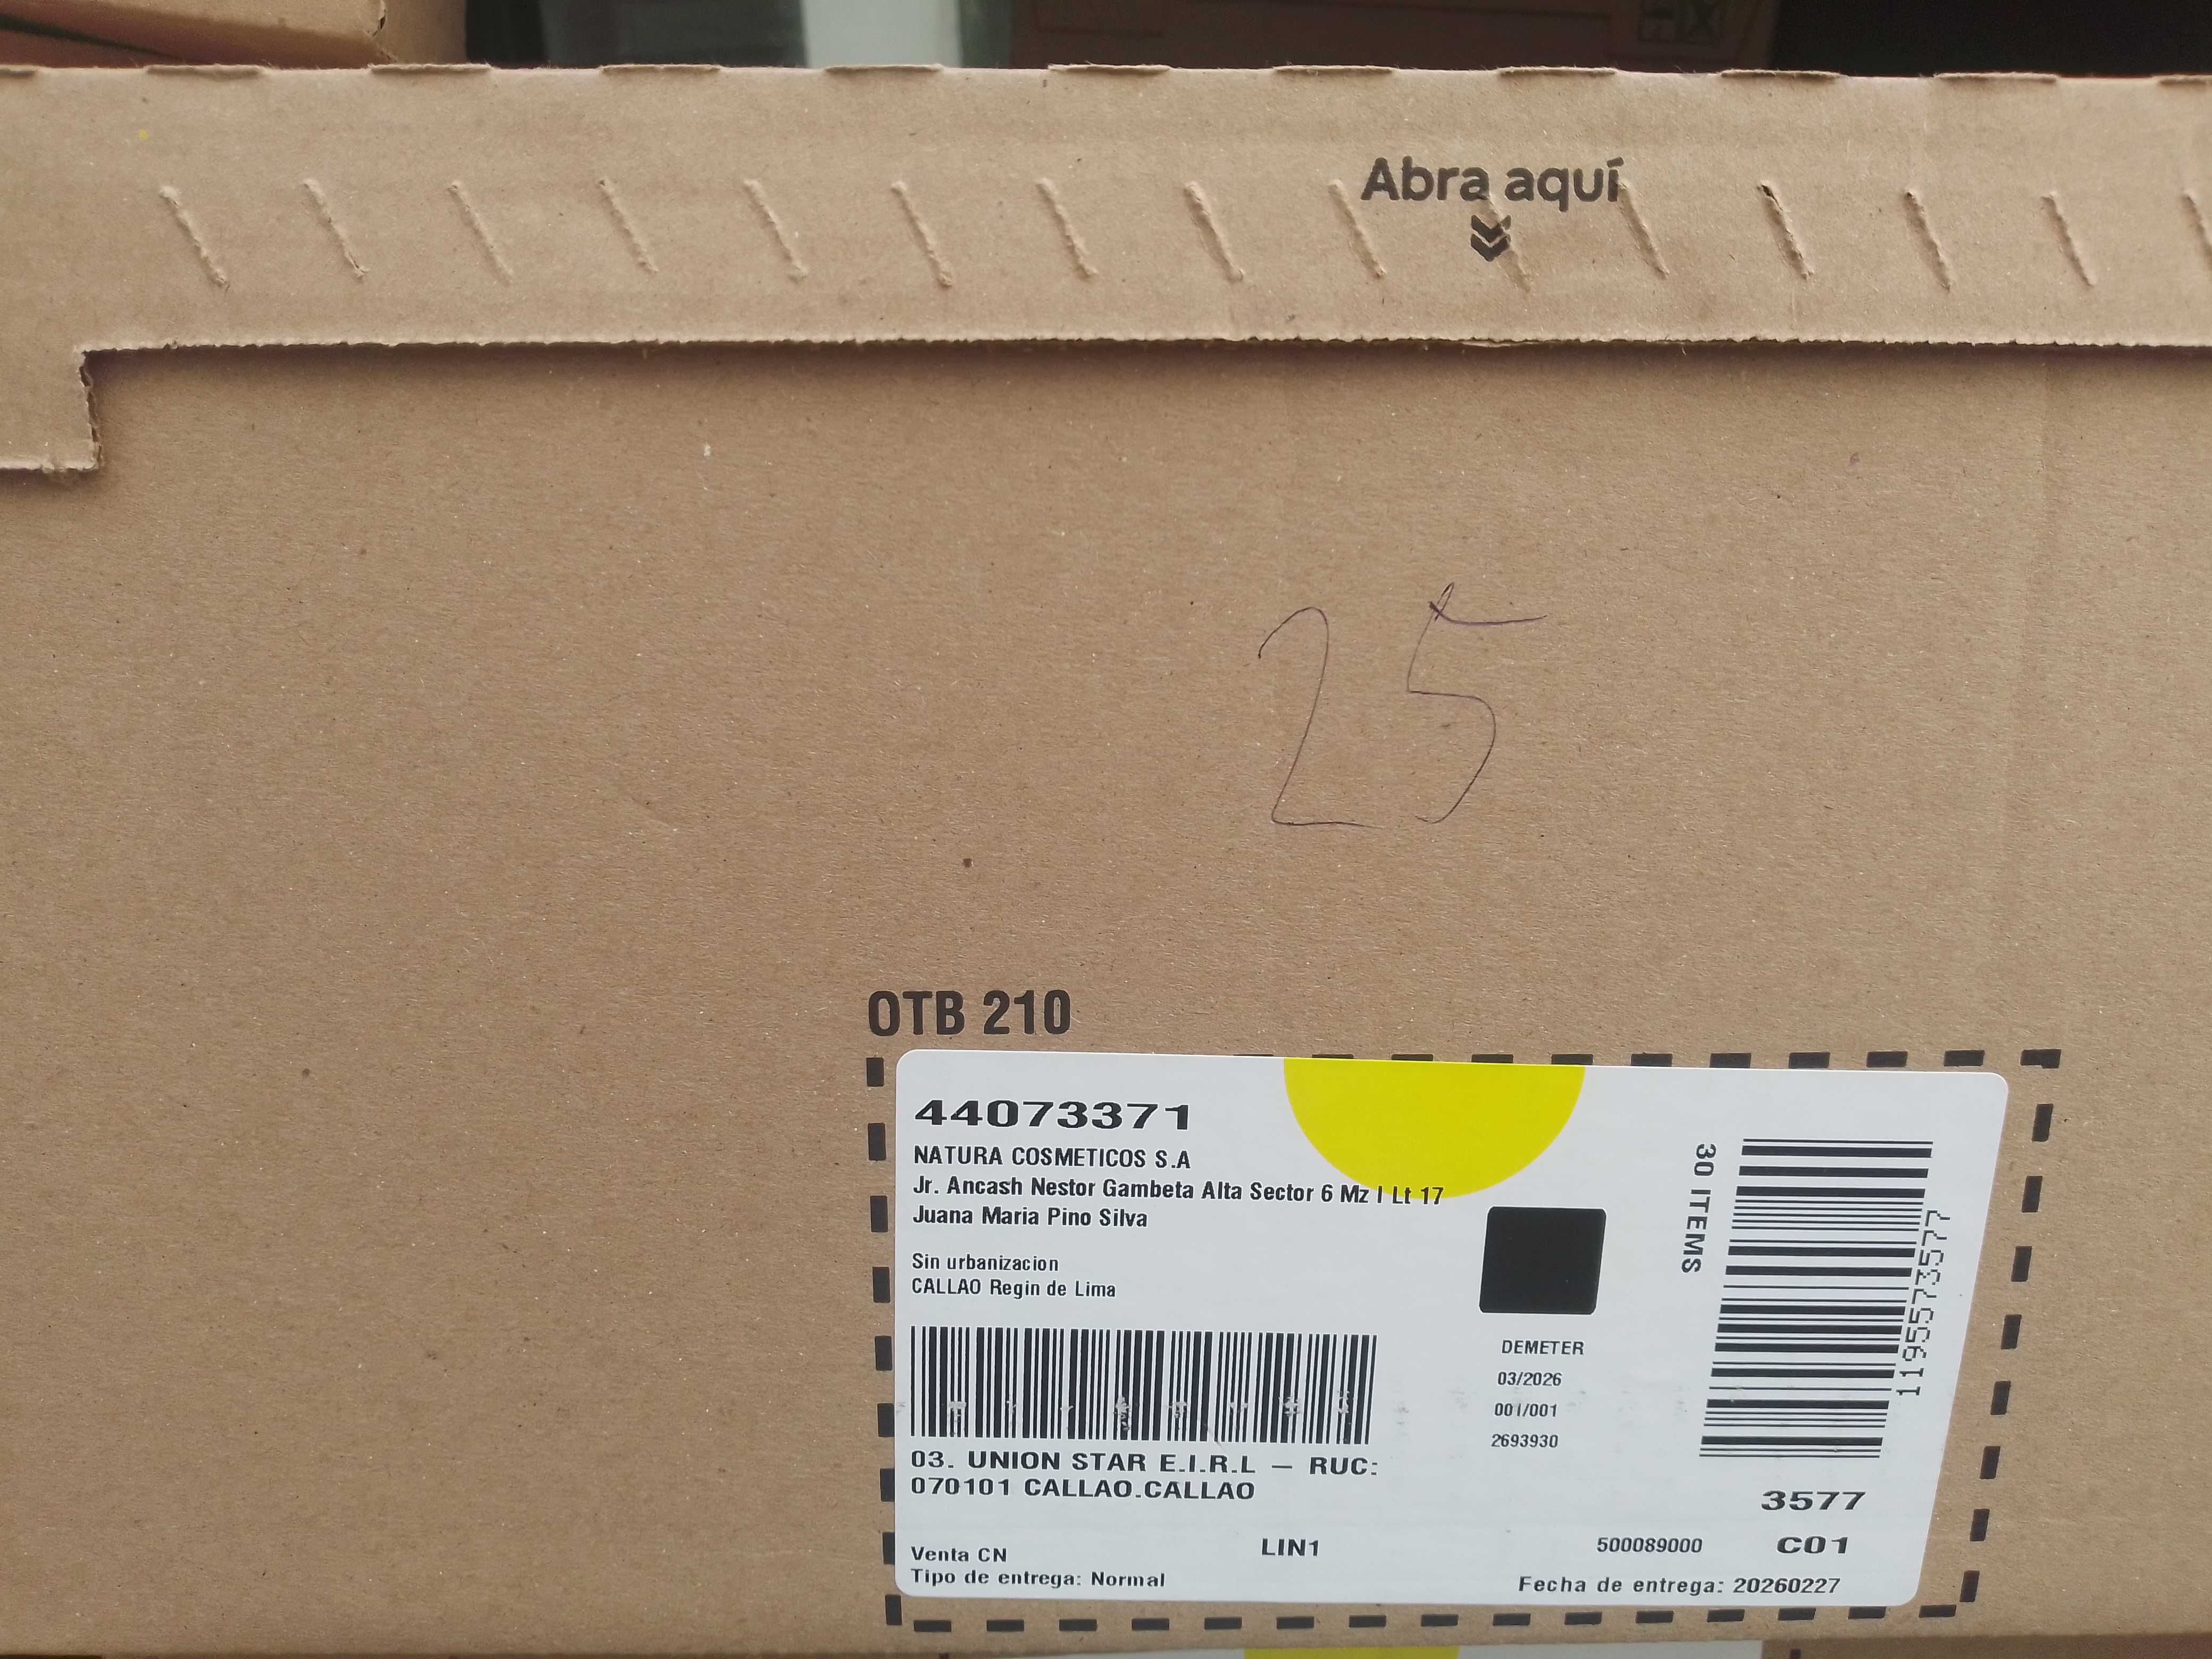 Abra aquí
25
OTB 210
44073371
NATURA COSMETICOS S.A
Jr. Ancash Nestor Gambeta Alta Sector 6 Mz I Lt 17
Juana Maria Pino Silva
Sin urbanizacion
CALLAO Regin de Lima
30 ITEMS
1195573577
DEMETER
03/2026
001/001
2693930
03. UNION STAR E.I.R.L — RUC:
070101 CALLAO.CALLAO
3577
Venta CN
LIN1
500089000
C01
Tipo de entrega: Normal
Fecha de entrega: 20260227